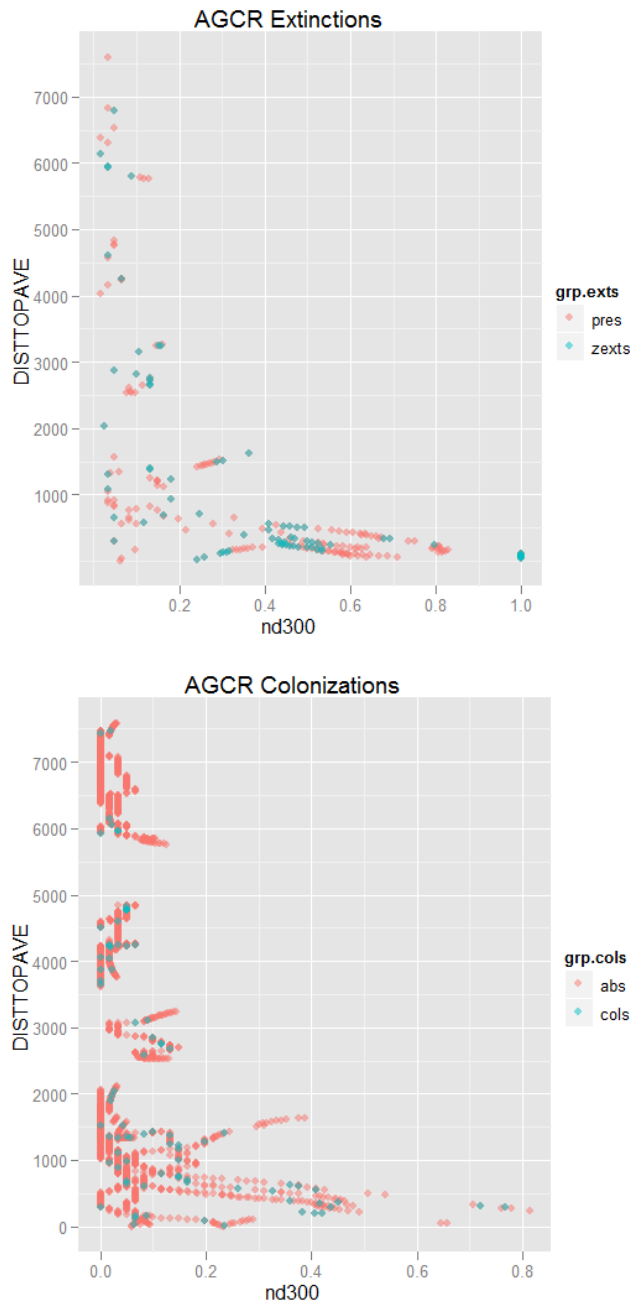 AGCR Extinctions
7000
6000
5000
4000
3000
2000
1000
DISTTOPAVE
0.2 0.4 0.6 0.8 1.0
nd300
grp.exts
pres
zexts
AGCR Colonizations
7000
6000
5000
4000
3000
2000
1000
0
DISTTOPAVE
0.0 0.2 0.4 0.6 0.8
nd300
grp.cols
abs
cols